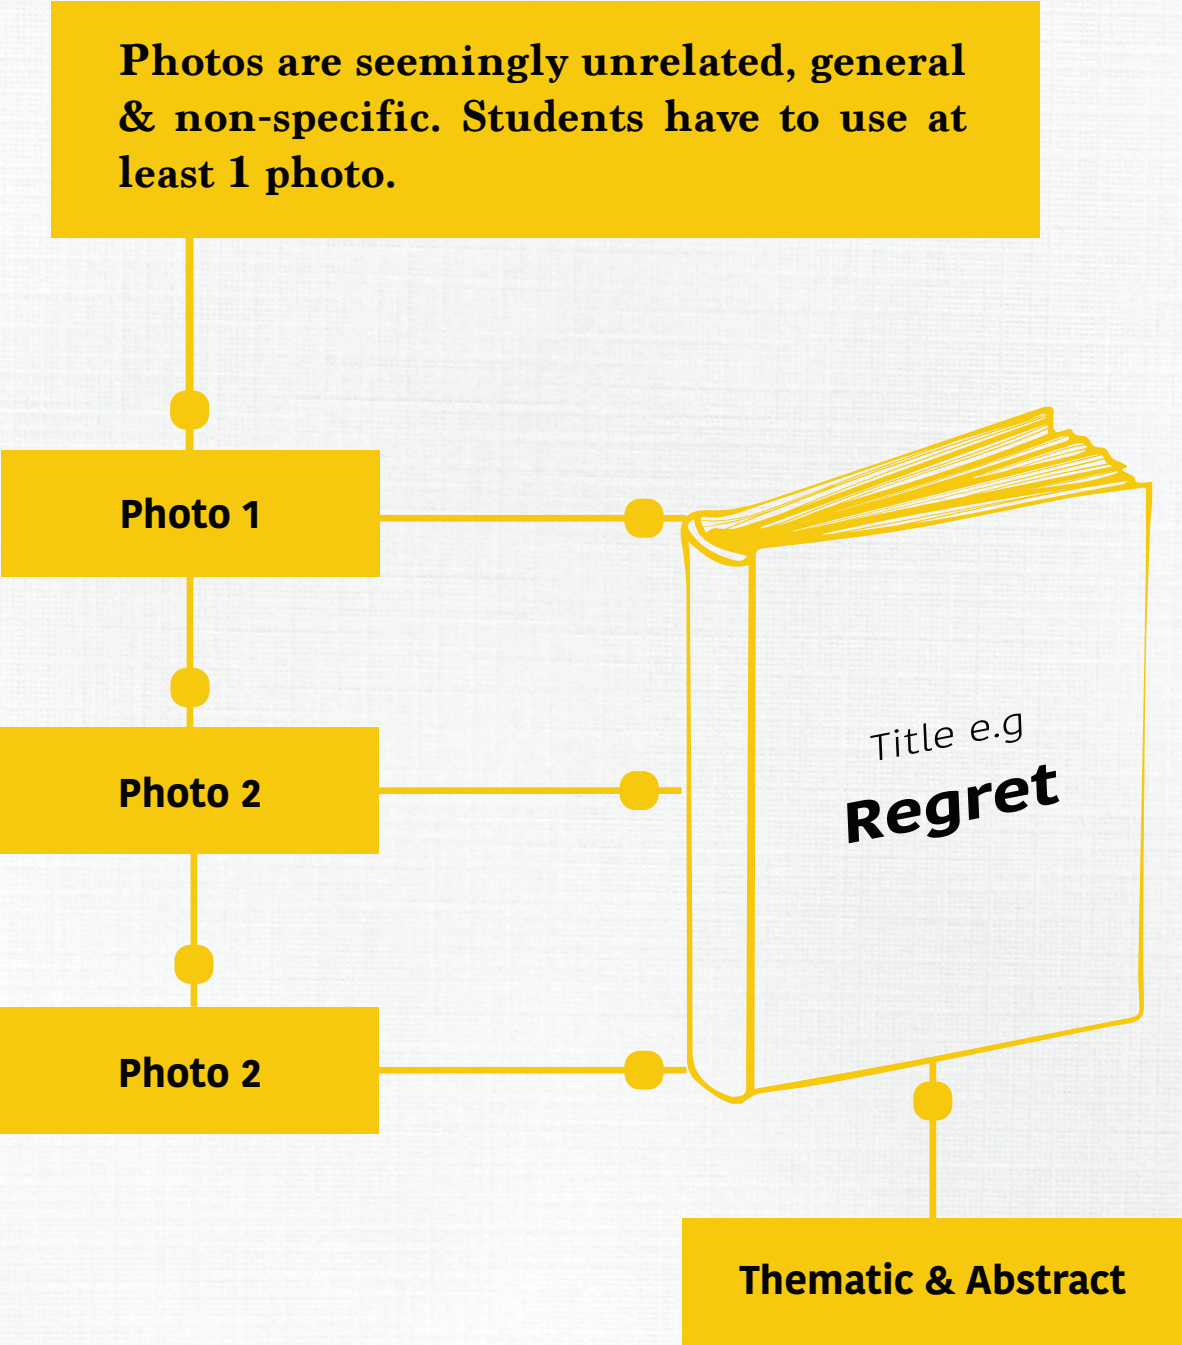 Photos are seemingly unrelated, general
& non-specific. Students have to use at
least 1 photo.
Photo 1
Photo 2
Title e.g
Regret
Photo 2
Thematic & Abstract